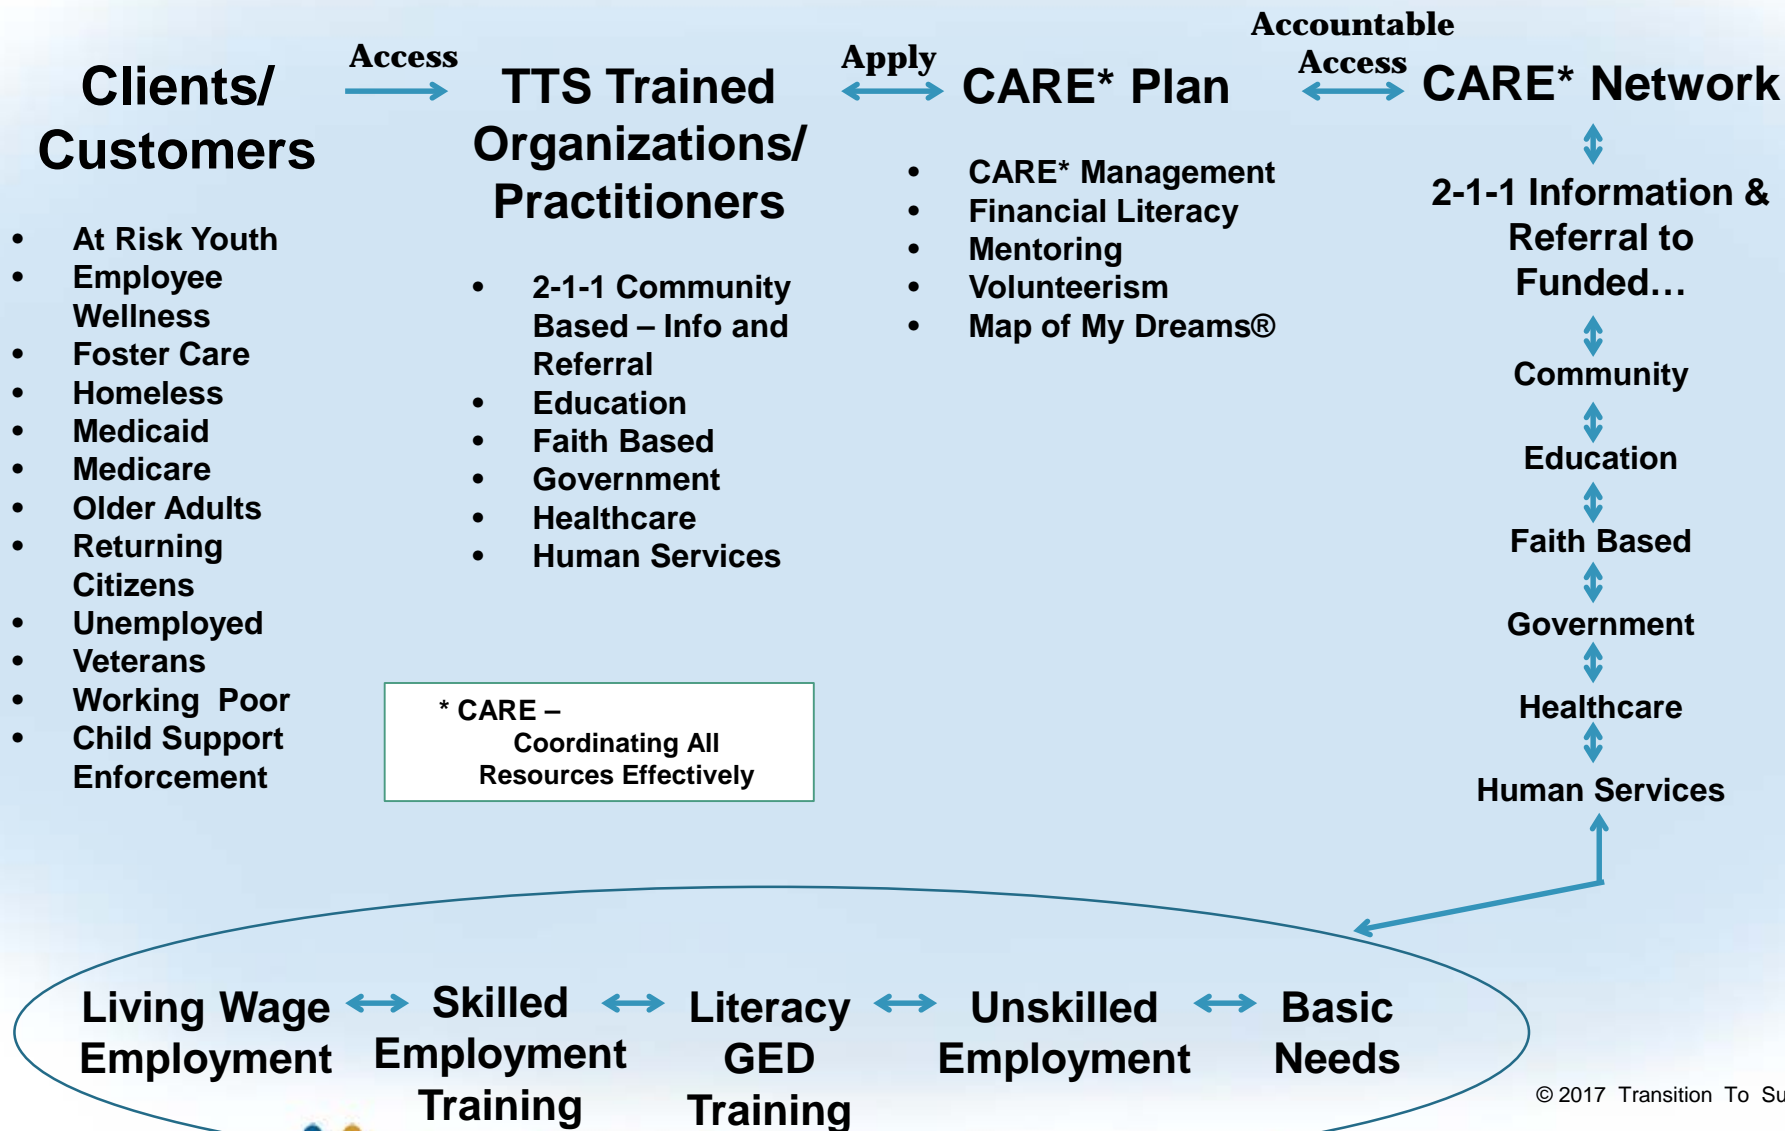 Clients/
Customers
Access
TTS Trained
Organizations/
Practitioners
Apply
CARE* Plan
Accountable
Access
CARE* Network
• At Risk Youth
• Employee
Wellness
• Foster Care
• Homeless
• Medicaid
• Medicare
• Older Adults
• Returning
Citizens
• Unemployed
• Veterans
• Working Poor
• Child Support
Enforcement
• 2-1-1 Community
Based – Info and
Referral
• Education
• Faith Based
• Government
• Healthcare
• Human Services
• CARE* Management
• Financial Literacy
• Mentoring
• Volunteerism
• Map of My Dreams®
2-1-1 Information &
Referral to
Funded…
Community
Education
Faith Based
Government
Healthcare
Human Services
* CARE –
Coordinating All
Resources Effectively
Living Wage
Employment
Skilled
Employment
Training
Literacy
GED
Training
Unskilled
Employment
Basic
Needs
© 2017 Transition To